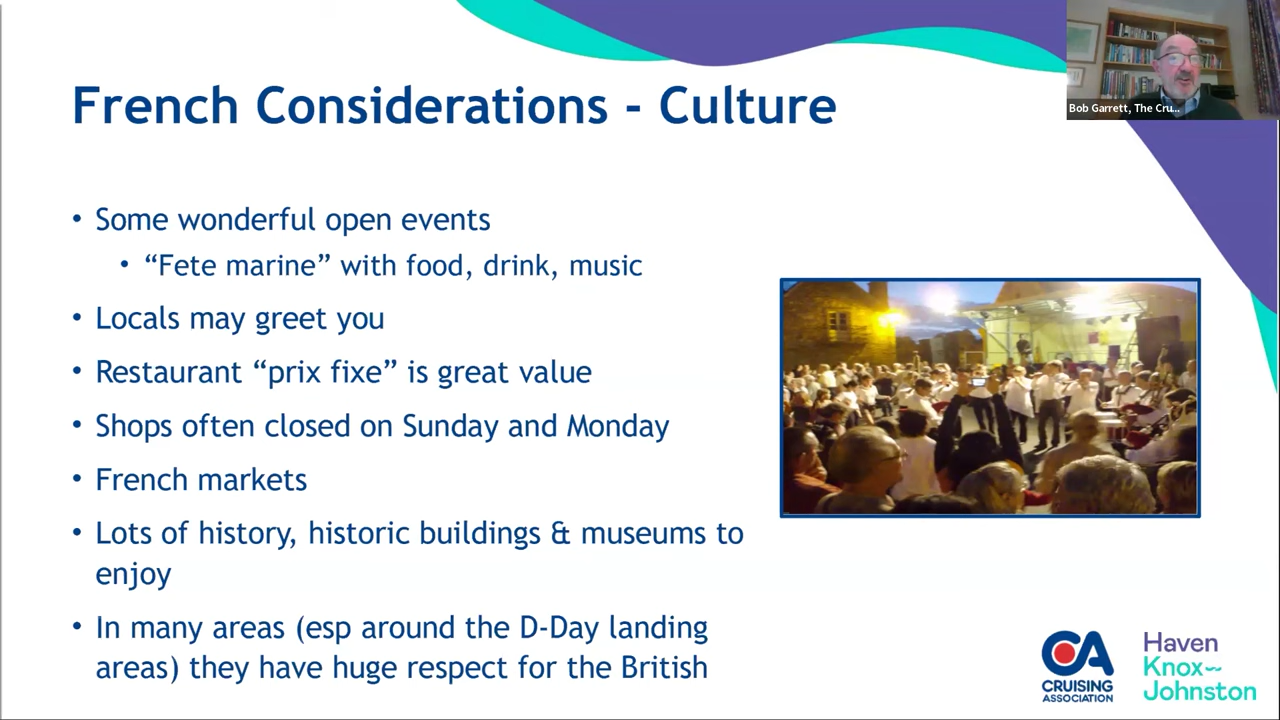 Bob Garrett, The Cru...
French Considerations - Culture
• Some wonderful open events
• “Fete marine” with food, drink, music
• Locals may greet you
• Restaurant “prix fixe” is great value
• Shops often closed on Sunday and Monday
• French markets
• Lots of history, historic buildings & museums to
enjoy
• In many areas (esp around the D-Day landing
areas) they have huge respect for the British
CA
CRUISING
ASSOCIATION
Haven
Knox~
Johnston